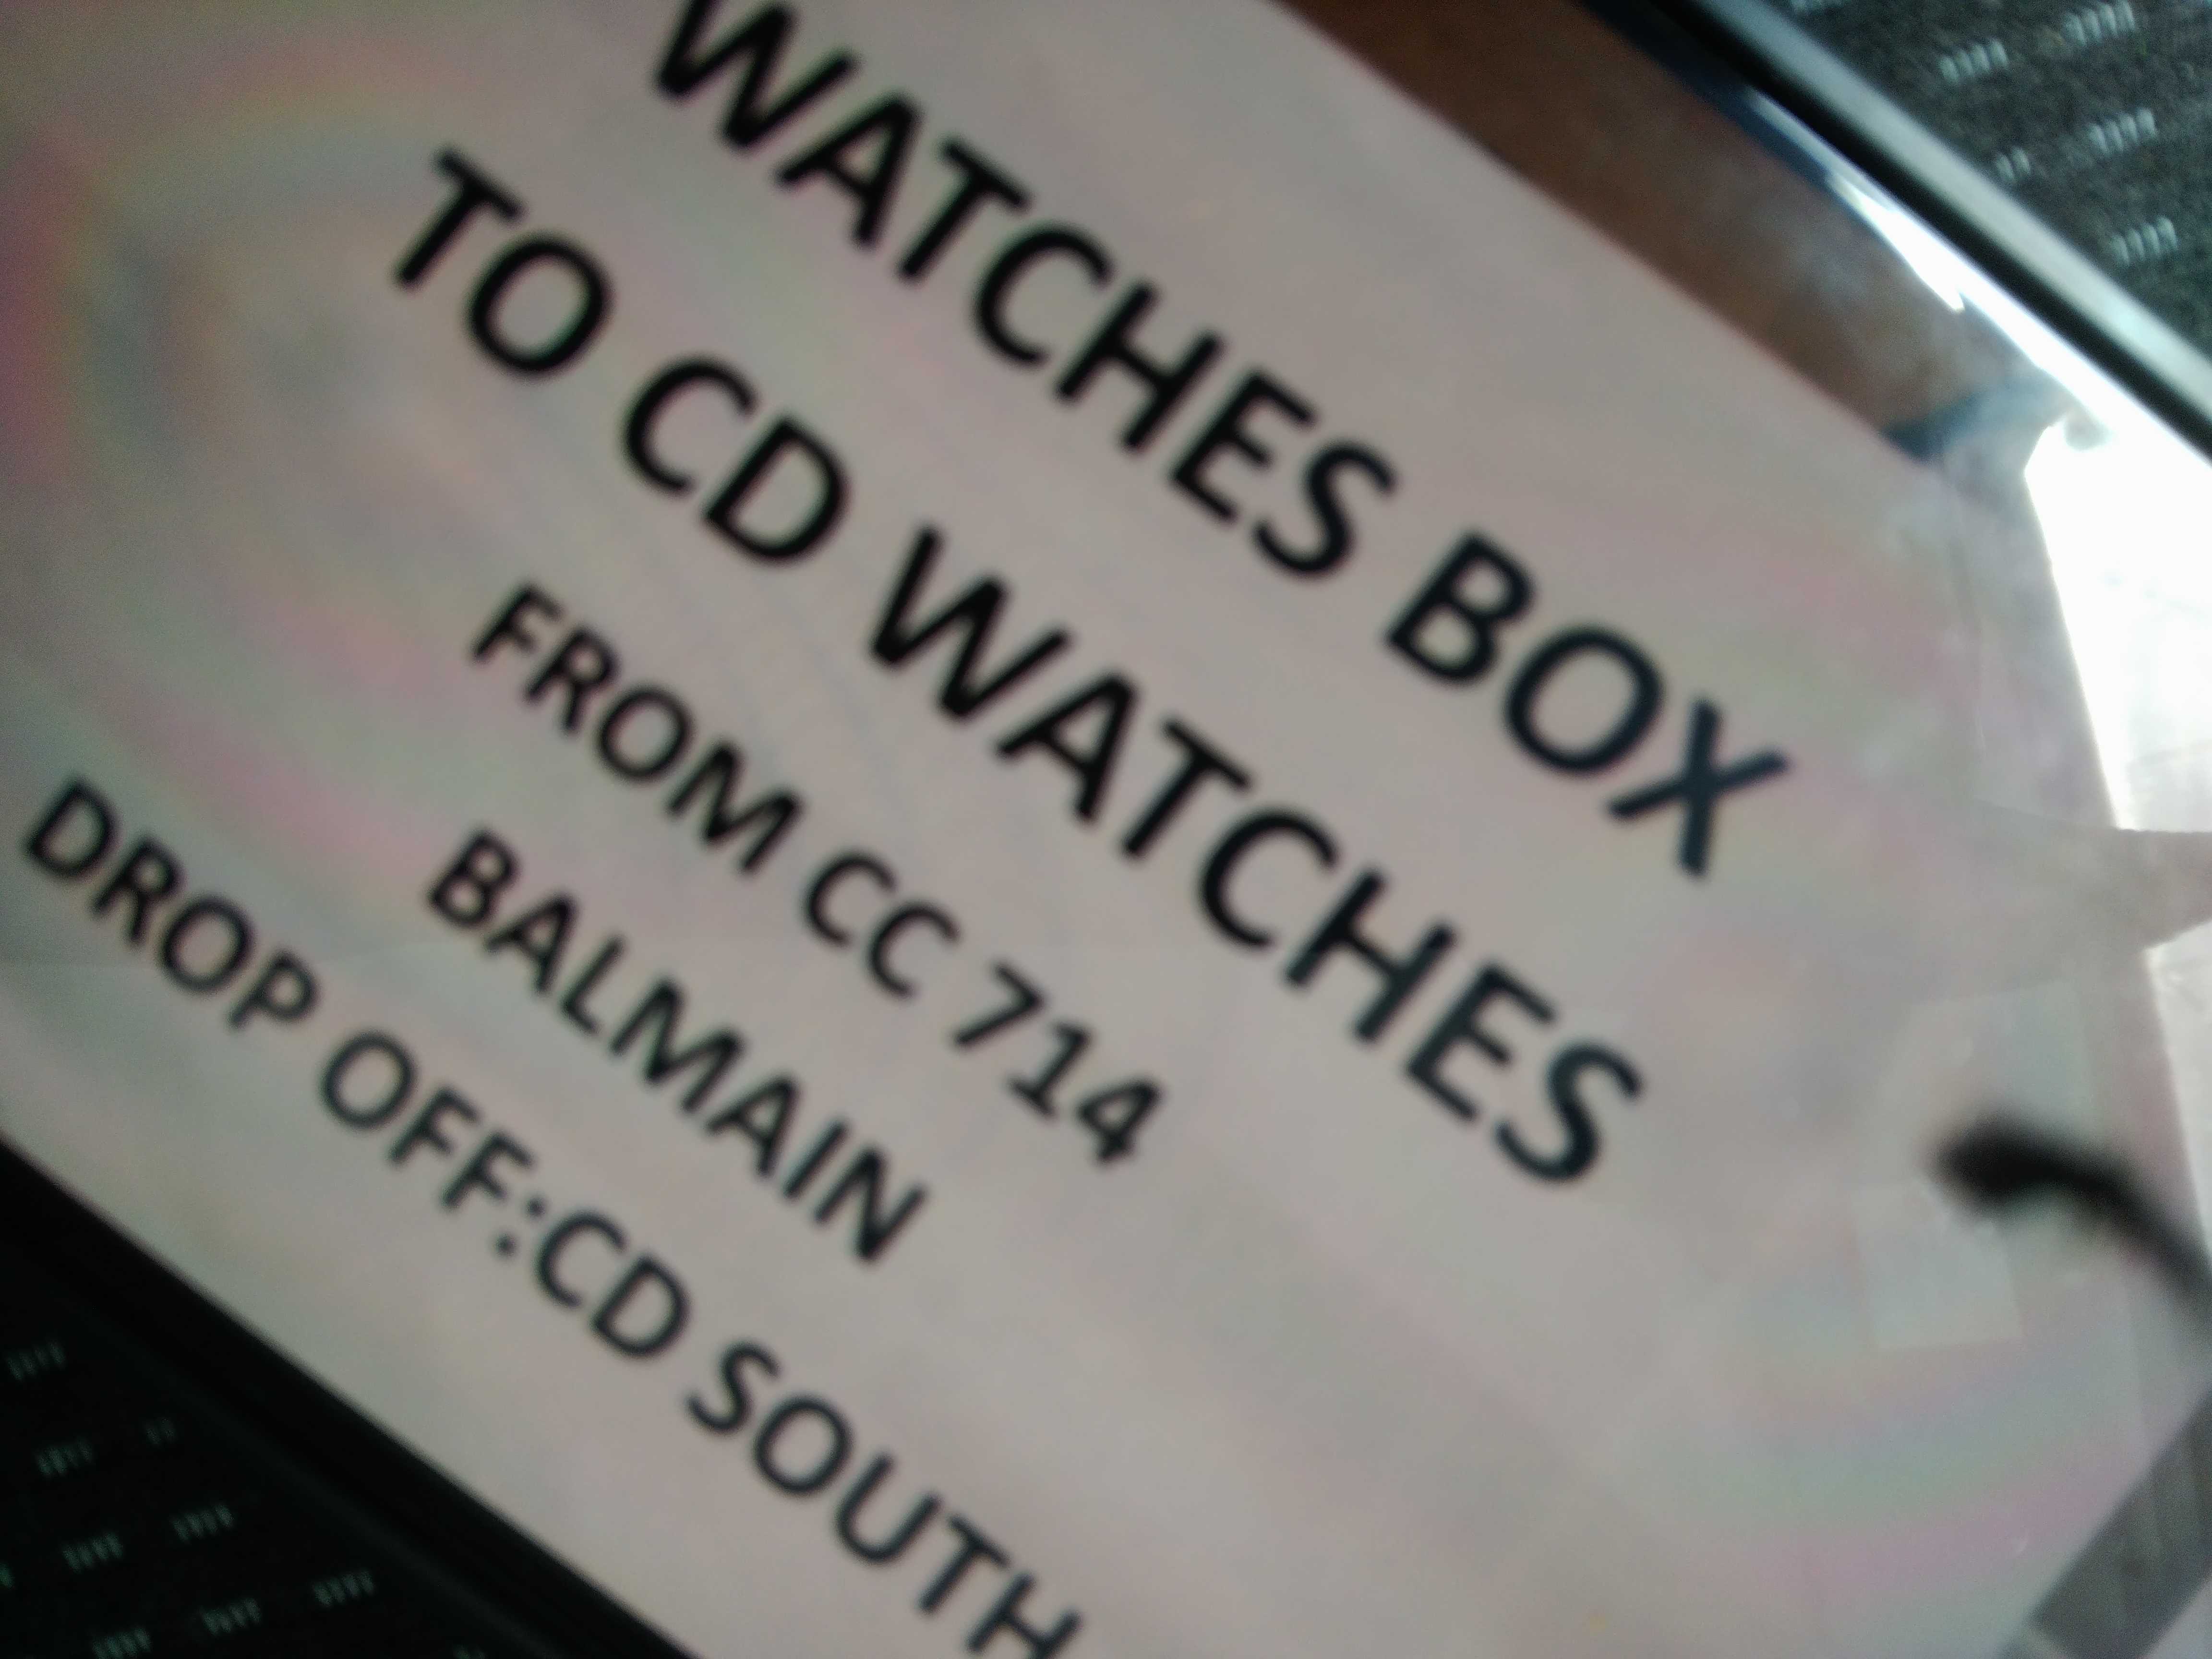 WATCHES BOX
TO CD WATCHES
FROM CC 714
BALMAIN
DROP OFF:CD SOUTH